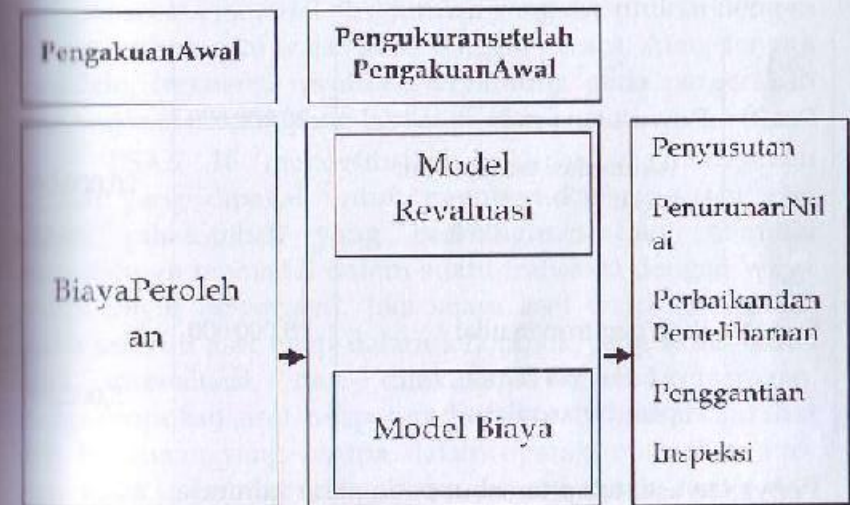 PengakuanAwal
Pengukuransetelah
PengakuanAwal
BiayaPeroleh
an
Model
Revaluasi
Model Biaya
Penyusutan
PenurunanNil
ai
Perbaikandan
Pemeliharaan
Penggantian
Inspeksi